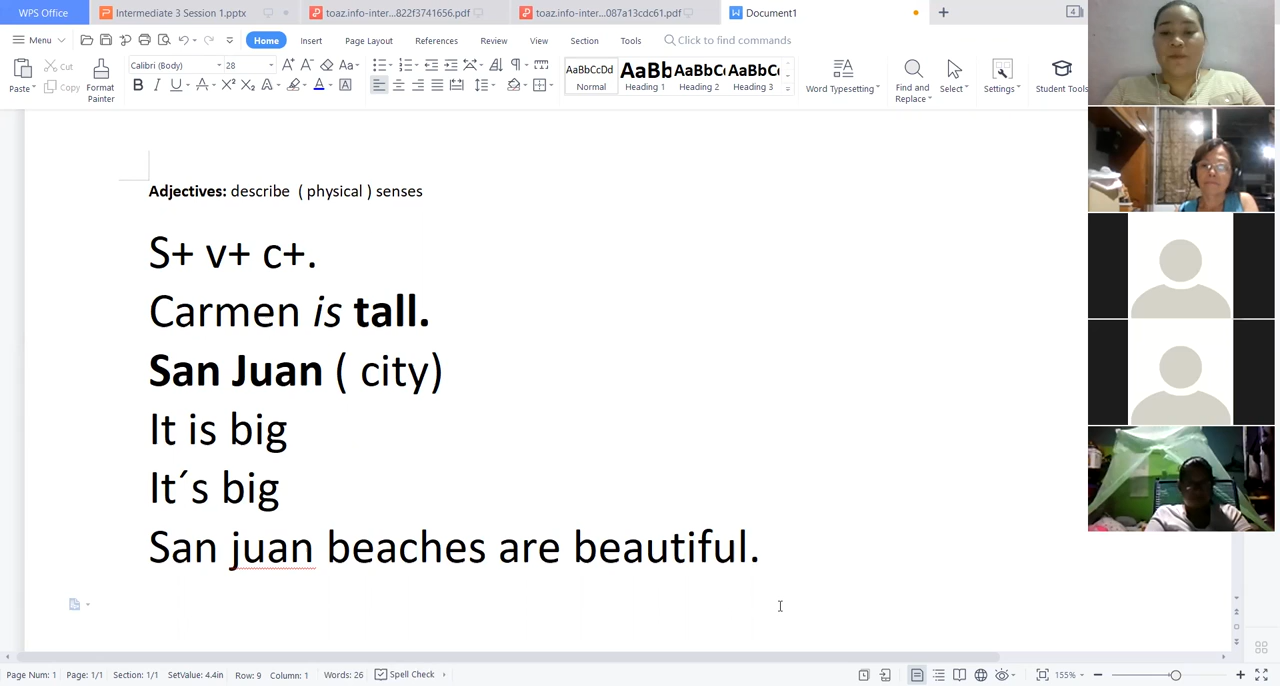 WPS Office
Intermediate 3 Session 1.pptx
toaz.info-inter...822f3741656.pdf
toaz.info-inter...087a13cdc61.pdf
Document1
4
Menu
Home
Insert
Page Layout
References
Review
View
Section
Tools
Click to find commands
Paste
Cut
Copy
Format Painter
Calibri (Body)
28
AaBbCcDd
Normal
AaBb
Heading 1
AaBbC
Heading 2
AaBbC
Heading 3
Word Typesetting
Find and Replace
Select
Settings
Student Tools
Adjectives: describe ( physical ) senses
S+ v+ c+.
Carmen is tall.
San Juan ( city)
It is big
It´s big
San juan beaches are beautiful.
Page Num: 1 Page: 1/1 Section: 1/1 SetValue: 4.4in Row: 9 Column: 1 Words: 26 Spell Check 155%